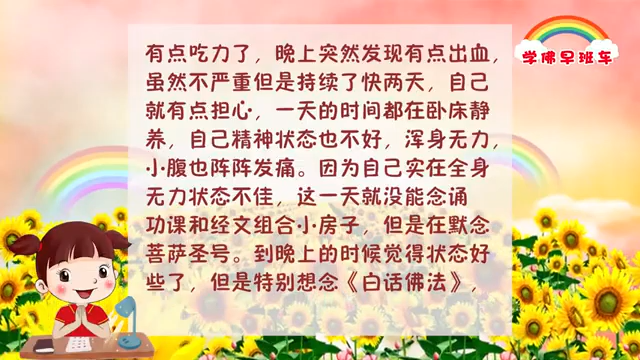 学佛早班车
有点吃力了，晚上突然发现有点出血，
虽然不严重但是持续了快两天，自己
就有点担心，一天的时间都在卧床静
养，自己精神状态也不好，浑身无力，
小腹也阵阵发痛。因为自己实在全身
无力状态不佳，这一天就没能念诵
功课和经文组合小房子，但是在默念
菩萨圣号。到晚上的时候觉得状态好
些了，但是特别想念《白话佛法》，